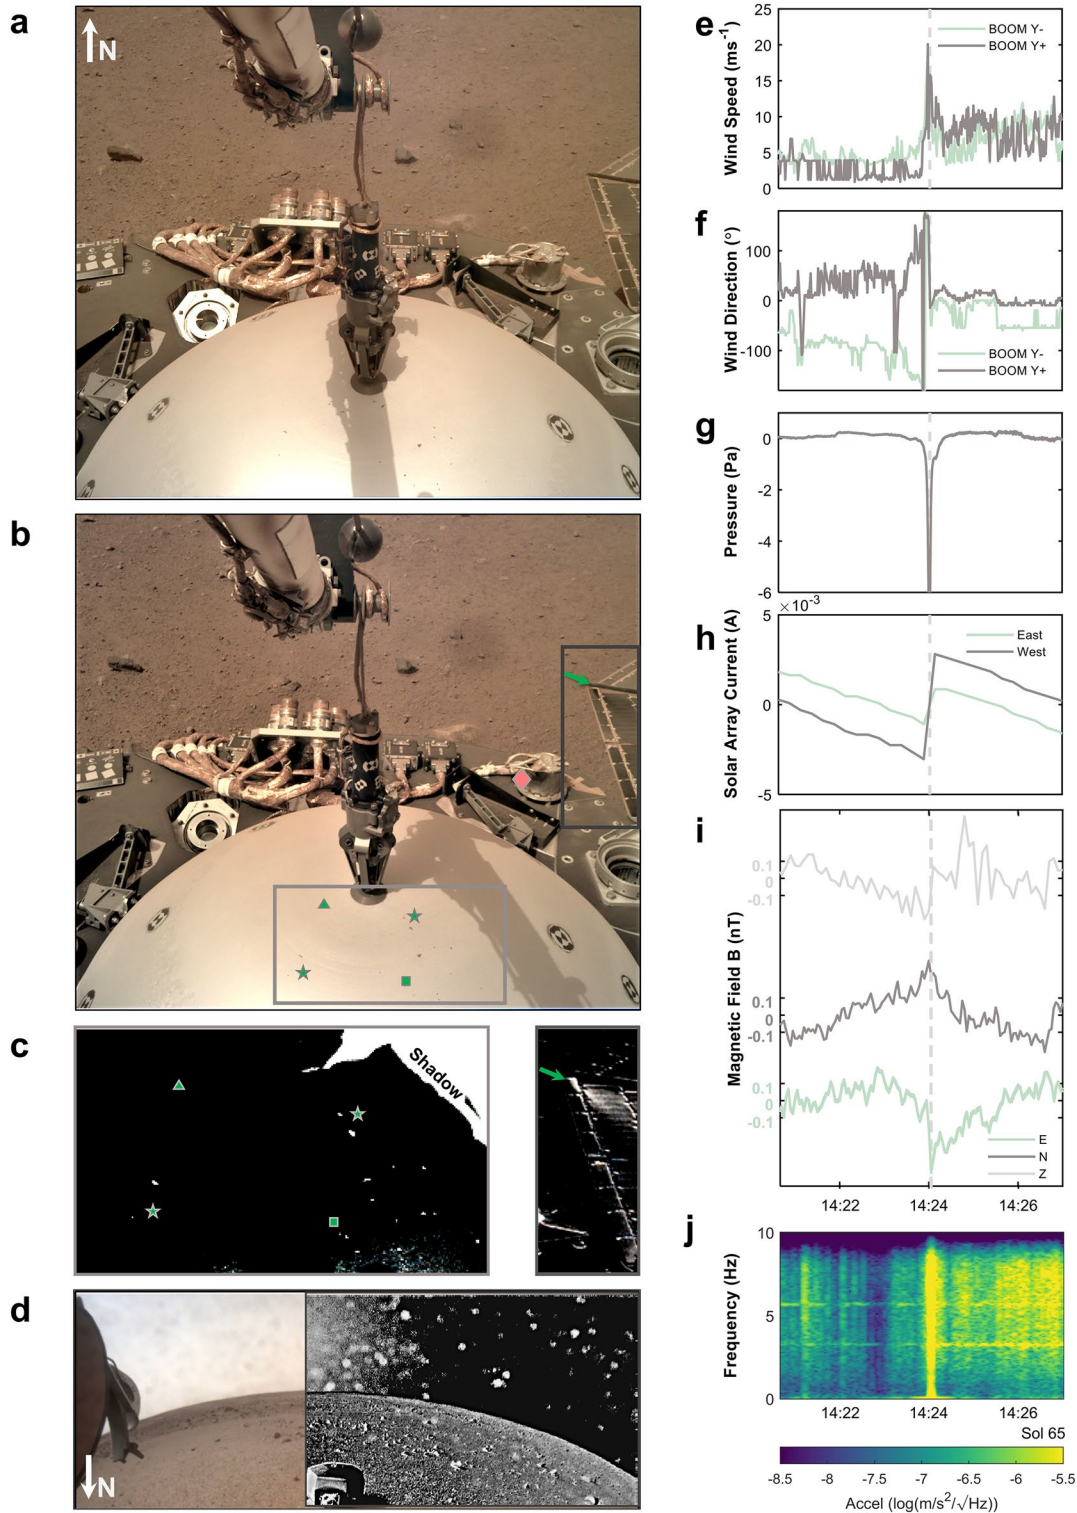 a
N
b
c
Shadow
d
N
e
Wind Speed (ms⁻¹)
25
20
15
10
5
0
BOOM Y-
BOOM Y+
f
Wind Direction (°)
100
0
-100
BOOM Y-
BOOM Y+
g
Pressure (Pa)
0
-2
-4
-6
h
Solar Array Current (A)
×10⁻³
5
0
-5
East
West
i
Magnetic Field B (nT)
0.1
0
-0.1
0.1
0
-0.1
0.1
0
-0.1
E
N
Z
14:22 14:24 14:26
j
Frequency (Hz)
10
5
0
14:22 14:24 14:26
Sol 65
-8.5 -8 -7.5 -7 -6.5 -6 -5.5
Accel (log(m/s²/√Hz))